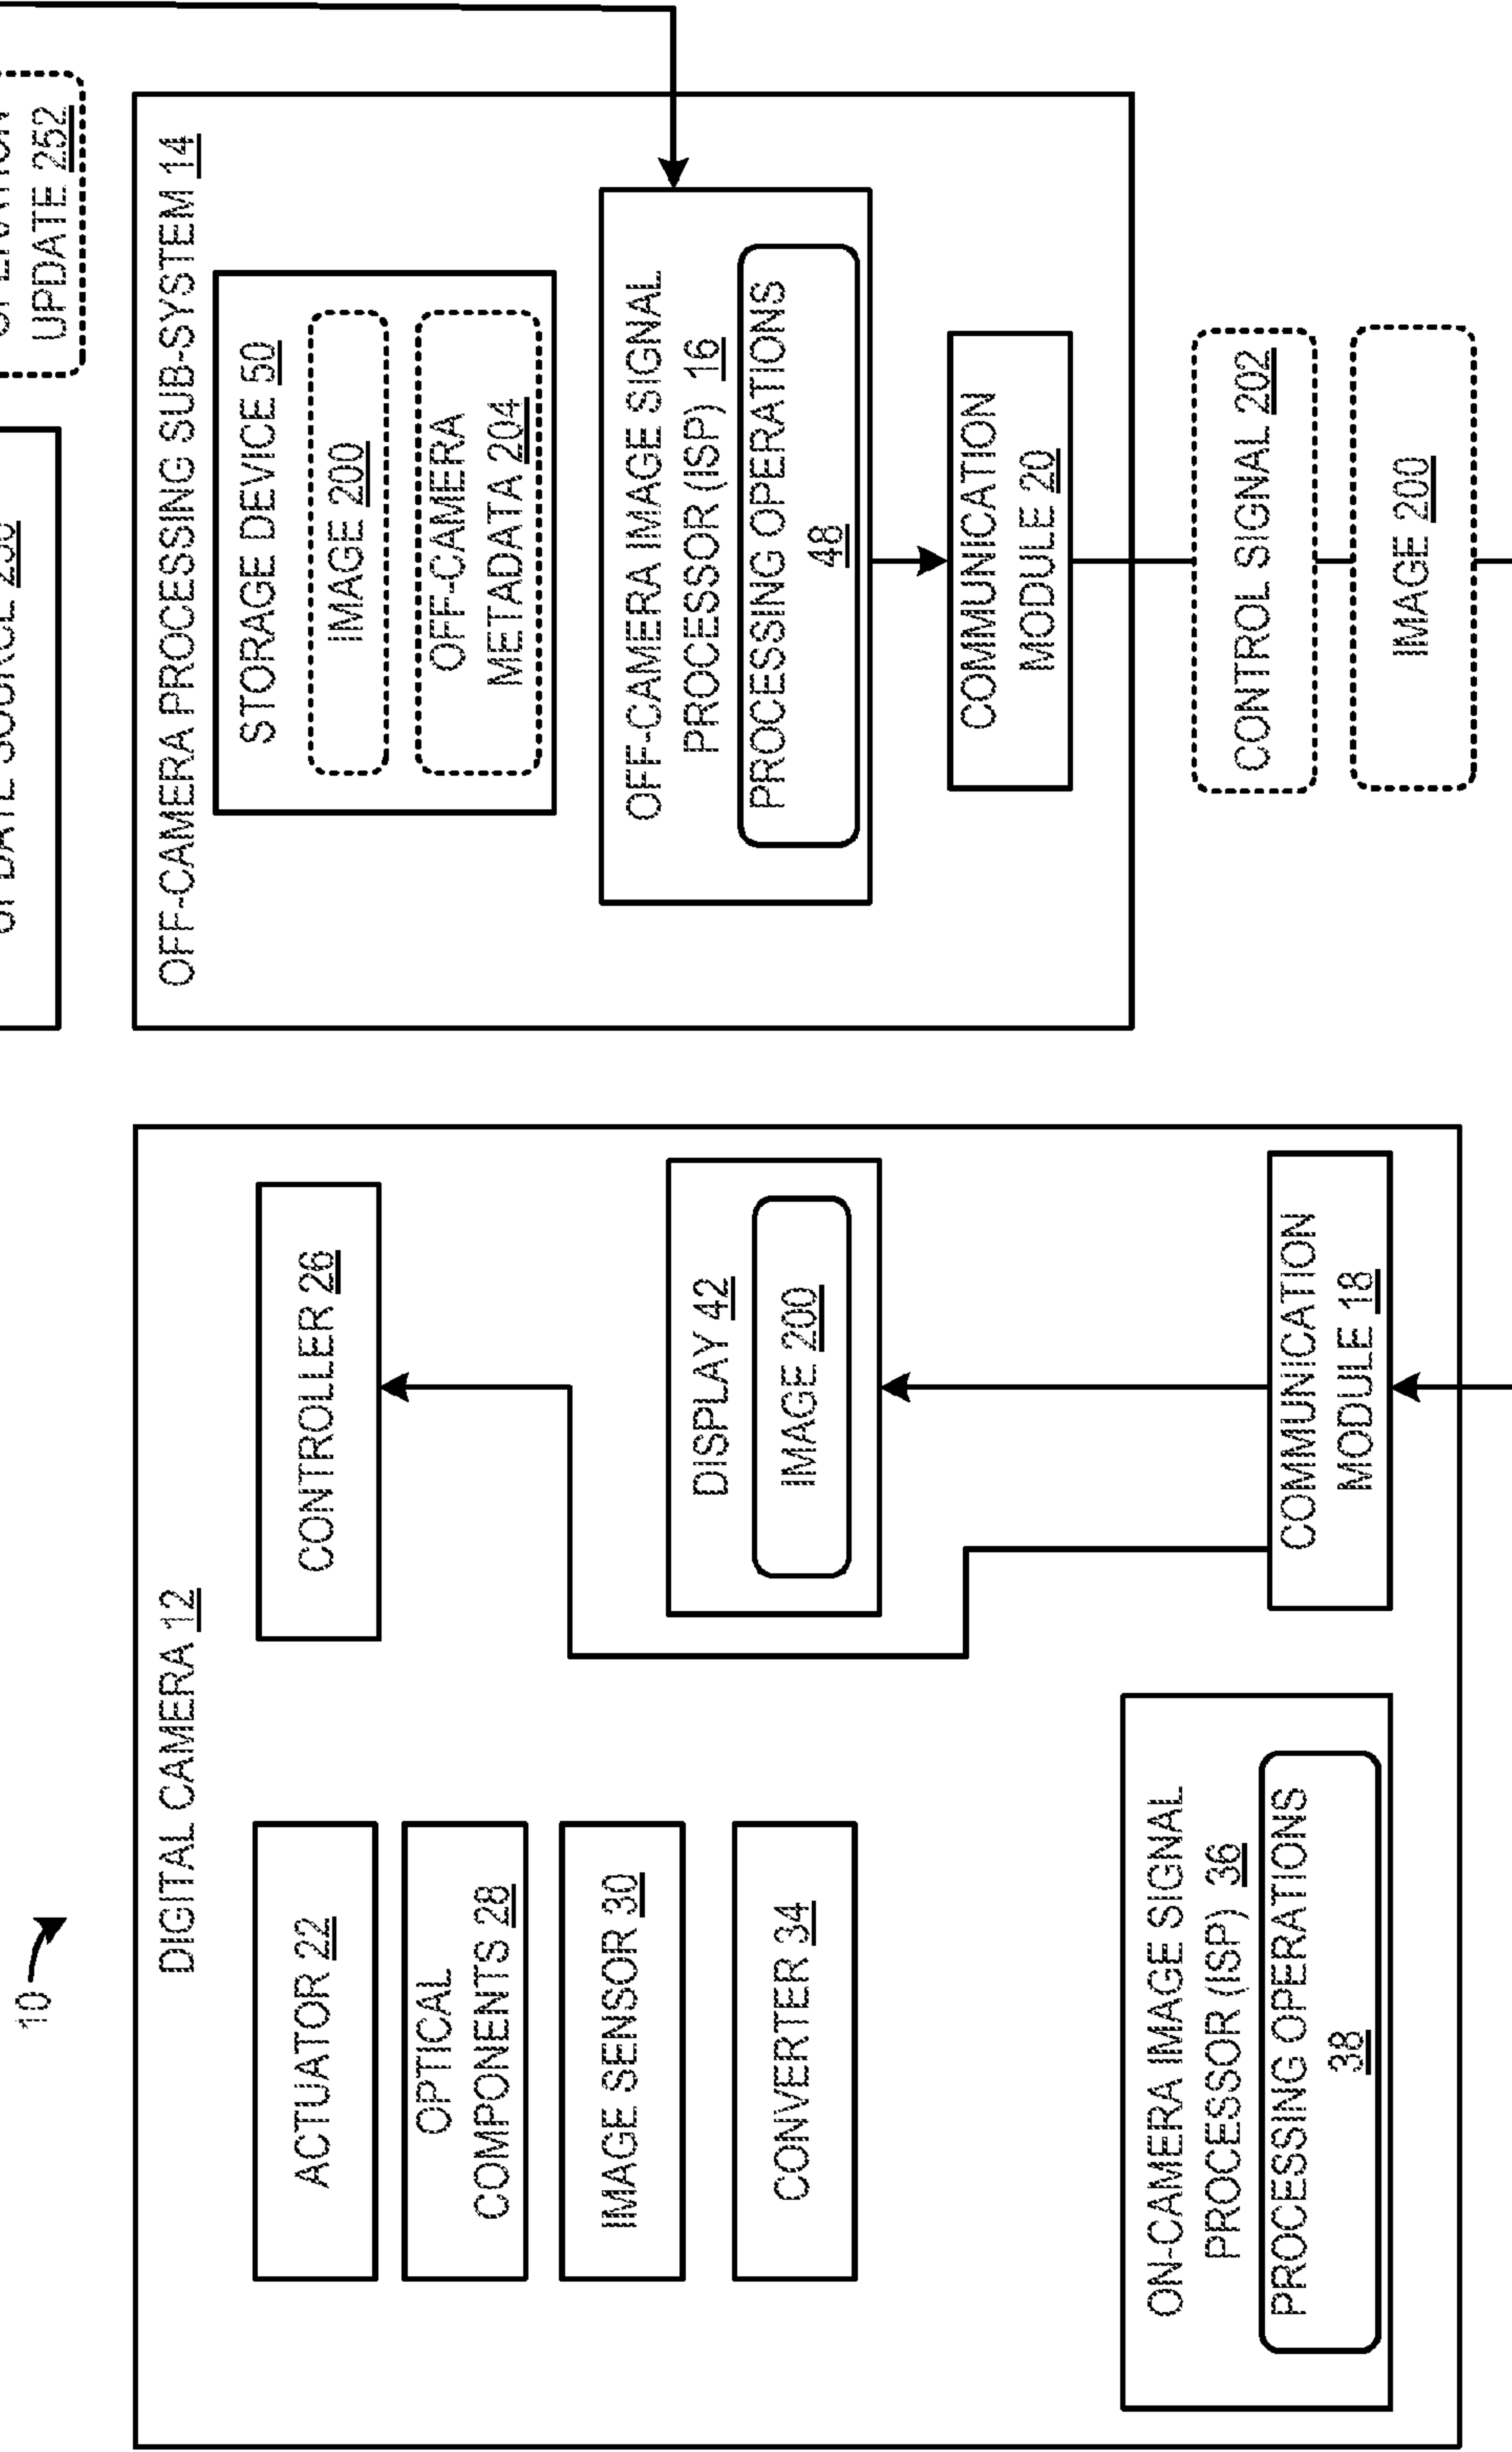 10
DIGITAL CAMERA 12
ACTUATOR 22
OPTICAL
COMPONENTS 28
IMAGE SENSOR 30
CONVERTER 34
ON-CAMERA IMAGE SIGNAL
PROCESSOR (ISP) 36
PROCESSING OPERATIONS
38
CONTROLLER 26
DISPLAY 42
IMAGE 200
COMMUNICATION
MODULE 18
UPDATE 252
OFF-CAMERA PROCESSING SUB-SYSTEM 14
STORAGE DEVICE 50
IMAGE 200
OFF-CAMERA
METADATA 204
OFF-CAMERA IMAGE SIGNAL
PROCESSOR (ISP) 16
PROCESSING OPERATIONS
48
COMMUNICATION
MODULE 20
CONTROL SIGNAL 202
IMAGE 200